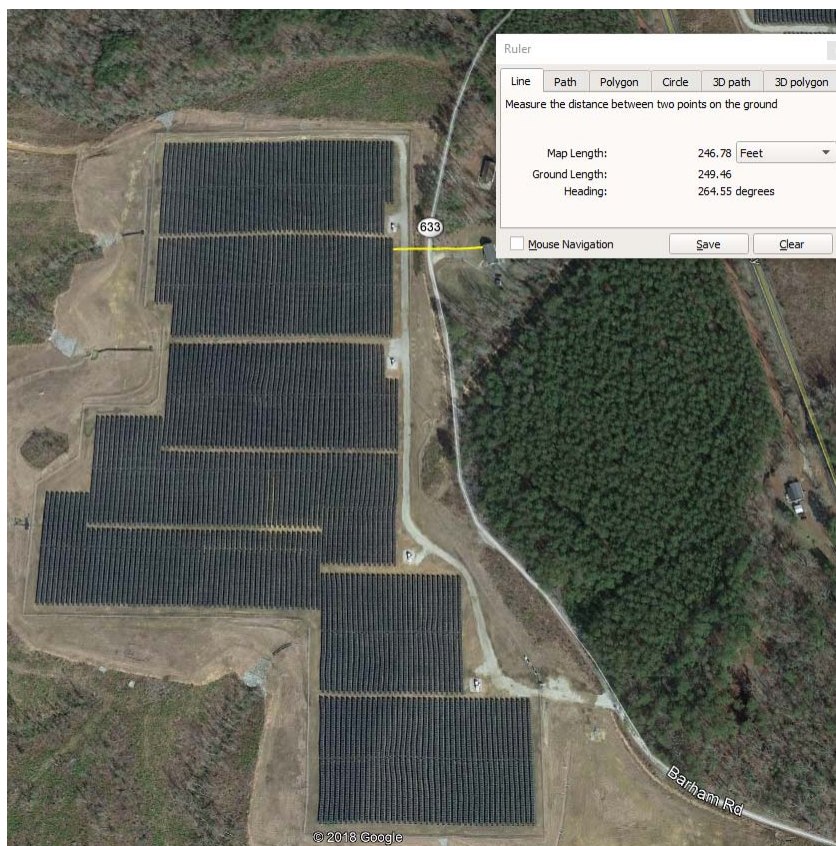 Ruler
Line Path Polygon Circle 3D path 3D polygon
Measure the distance between two points on the ground
Map Length: 246.78 Feet
Ground Length: 249.46
Heading: 264.55 degrees
Mouse Navigation Save Clear
633
Barham Rd
© 2018 Google